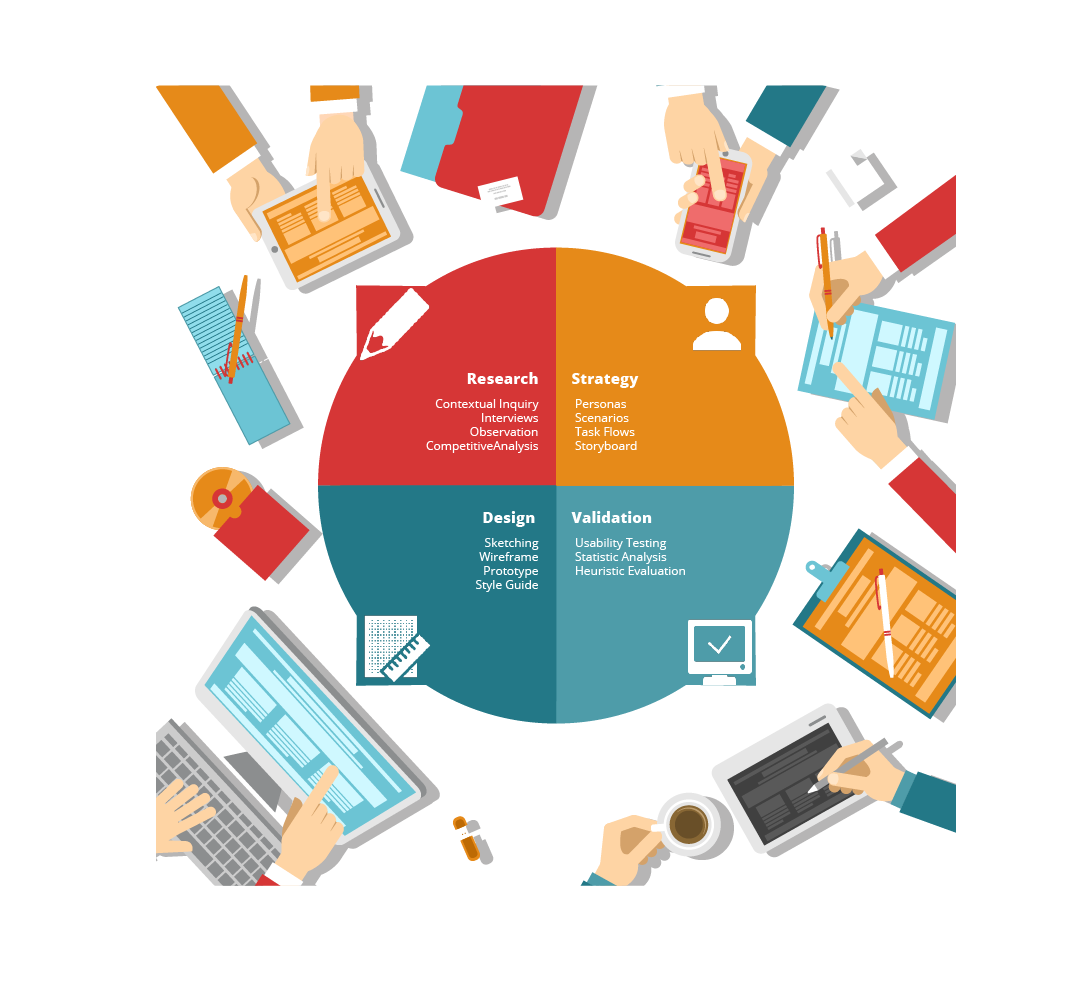 Research
Contextual Inquiry
Interviews
Observation
CompetitiveAnalysis
Strategy
Personas
Scenarios
Task Flows
Storyboard
Design
Sketching
Wireframe
Prototype
Style Guide
Validation
Usability Testing
Statistic Analysis
Heuristic Evaluation